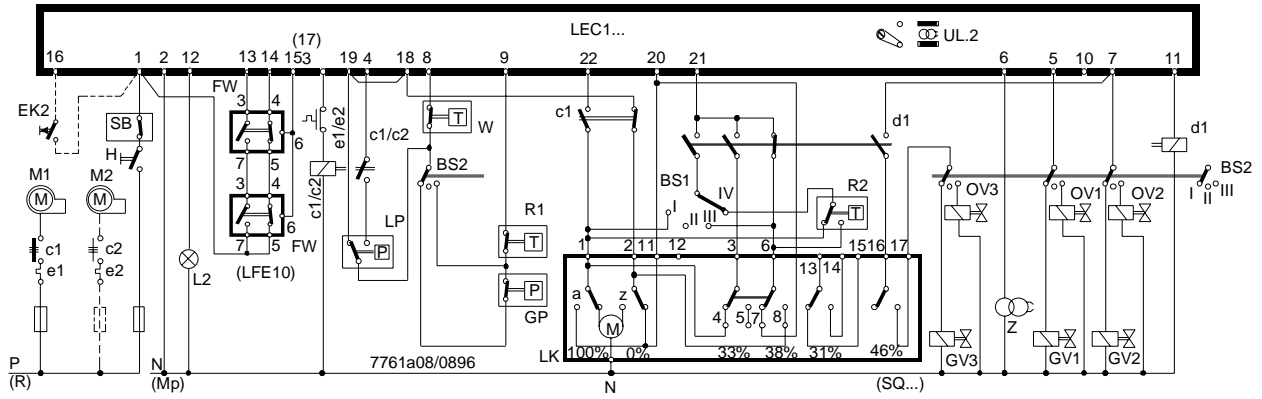 LEC1...
UL.2
(17)
16 1 2 12 13 14 15 3 19 4 18 8 9 22 20 21 6 5 10 7 11
FW
3 4
EK2
SB
6
e1/e2
c1/c2
T
W
c1
d1
d1
H
7 5
BS2
BS2
M1 M2
3 4
c1/c2
BS1
IV
R2
OV3 OV1 OV2
I II III
M M
I
II III
T
6
LP
R1
c1 c2
7 5
FW
P
T
1 2 11 12 3 6 15 16 17
e1 e2
(LFE10)
13 14
L2
P
a z
GP
4 5 7 8
M
Z
LK 100% 0% 33% 38% 31% 46%
GV3 GV1 GV2
P N
7761a08/0896
(R) (Mp)
N
(SQ...)